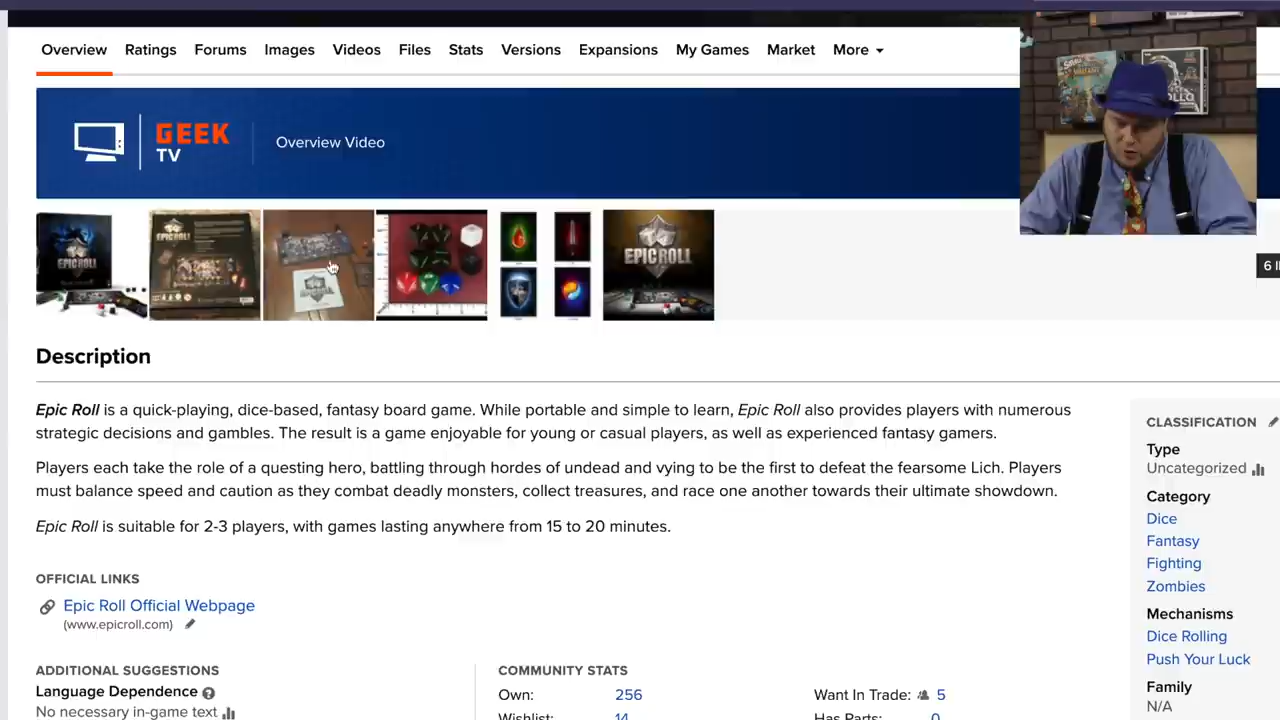 Overview Ratings Forums Images Videos Files Stats Versions Expansions My Games Market More
GEEK
TV
Overview Video
EPICROLL
EPICROLL
6
Description
Epic Roll is a quick-playing, dice-based, fantasy board game. While portable and simple to learn, Epic Roll also provides players with numerous
strategic decisions and gambles. The result is a game enjoyable for young or casual players, as well as experienced fantasy gamers.
Players each take the role of a questing hero, battling through hordes of undead and vying to be the first to defeat the fearsome Lich. Players
must balance speed and caution as they combat deadly monsters, collect treasures, and race one another towards their ultimate showdown.
Epic Roll is suitable for 2-3 players, with games lasting anywhere from 15 to 20 minutes.
OFFICIAL LINKS
Epic Roll Official Webpage
(www.epicroll.com)
ADDITIONAL SUGGESTIONS
Language Dependence
No necessary in-game text
COMMUNITY STATS
Own: 256
Wishlist: 14
Want In Trade: 5
Has Parts: 0
CLASSIFICATION
Type
Uncategorized
Category
Dice
Fantasy
Fighting
Zombies
Mechanisms
Dice Rolling
Push Your Luck
Family
N/A